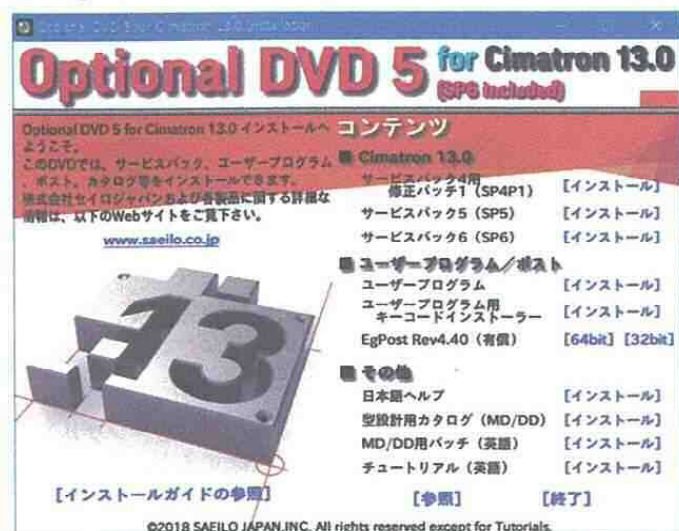 Optional DVD 5 for Cimatron 13.0 Installation
Optional DVD 5 for Cimatron 13.0
(SP6 included)
Optional DVD 5 for Cimatron 13.0 インストールへ
ようこそ。
このDVDでは、サービスパック、ユーザープログラム
、ポスト、カタログ等をインストールできます。
株式会社セイロジャパンおよび各製品に関する詳細な
情報は、以下のWebサイトをご覧下さい。
www.saeilo.co.jp
13
[インストールガイドの参照]
コンテンツ
■ Cimatron 13.0
サービスパック4用
修正パッチ1（SP4P1） [インストール]
サービスパック5（SP5） [インストール]
サービスパック6（SP6） [インストール]
■ ユーザープログラム／ポスト
ユーザープログラム [インストール]
ユーザープログラム用
キーコードインストーラー [インストール]
EgPost Rev4.40（有償） [64bit] [32bit]
■ その他
日本語ヘルプ [インストール]
型設計用カタログ（MD/DD） [インストール]
MD/DD用パッチ（英語） [インストール]
チュートリアル（英語） [インストール]
[参照] [終了]
©2018 SAEILO JAPAN,INC. All rights reserved except for Tutorials.